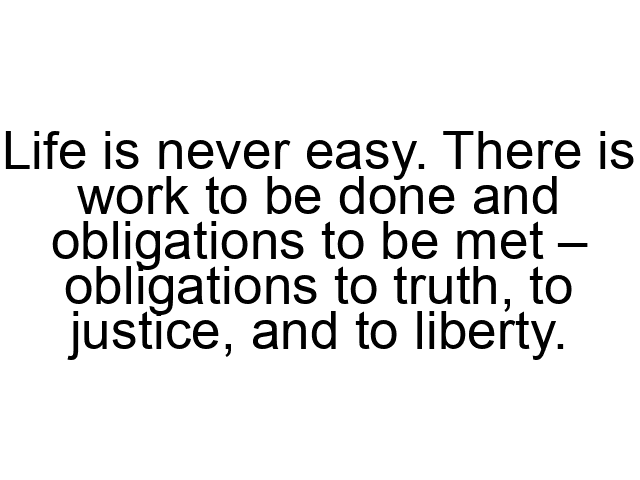 Life is never easy. There is
work to be done and
obligations to be met –
obligations to truth, to
justice, and to liberty.